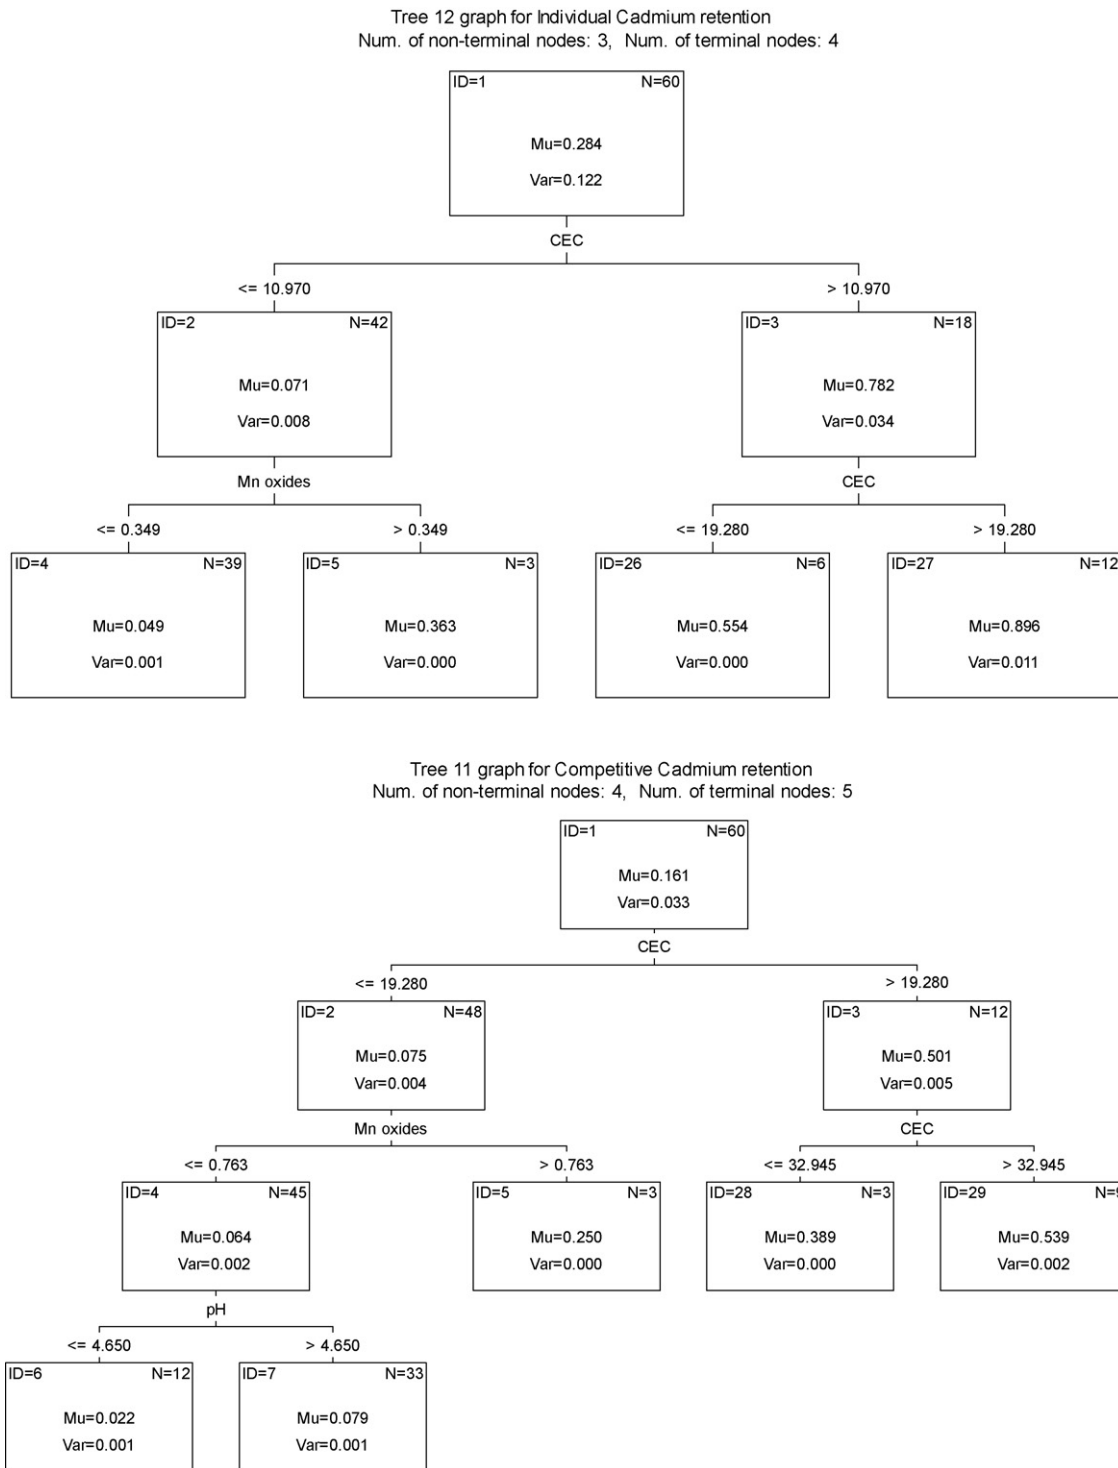 Tree 12 graph for Individual Cadmium retention
Num. of non-terminal nodes: 3, Num. of terminal nodes: 4
ID=1 N=60
Mu=0.284
Var=0.122
CEC
<= 10.970 > 10.970
ID=2 N=42 ID=3 N=18
Mu=0.071 Mu=0.782
Var=0.008 Var=0.034
Mn oxides CEC
<= 0.349 > 0.349 <= 19.280 > 19.280
ID=4 N=39 ID=5 N=3 ID=26 N=6 ID=27 N=12
Mu=0.049 Mu=0.363 Mu=0.554 Mu=0.896
Var=0.001 Var=0.000 Var=0.000 Var=0.011
Tree 11 graph for Competitive Cadmium retention
Num. of non-terminal nodes: 4, Num. of terminal nodes: 5
ID=1 N=60
Mu=0.161
Var=0.033
CEC
<= 19.280 > 19.280
ID=2 N=48 ID=3 N=12
Mu=0.075 Mu=0.501
Var=0.004 Var=0.005
Mn oxides CEC
<= 0.763 > 0.763 <= 32.945 > 32.945
ID=4 N=45 ID=5 N=3 ID=28 N=3 ID=29 N=9
Mu=0.064 Mu=0.250 Mu=0.389 Mu=0.539
Var=0.002 Var=0.000 Var=0.000 Var=0.002
pH
<= 4.650 > 4.650
ID=6 N=12 ID=7 N=33
Mu=0.022 Mu=0.079
Var=0.001 Var=0.001